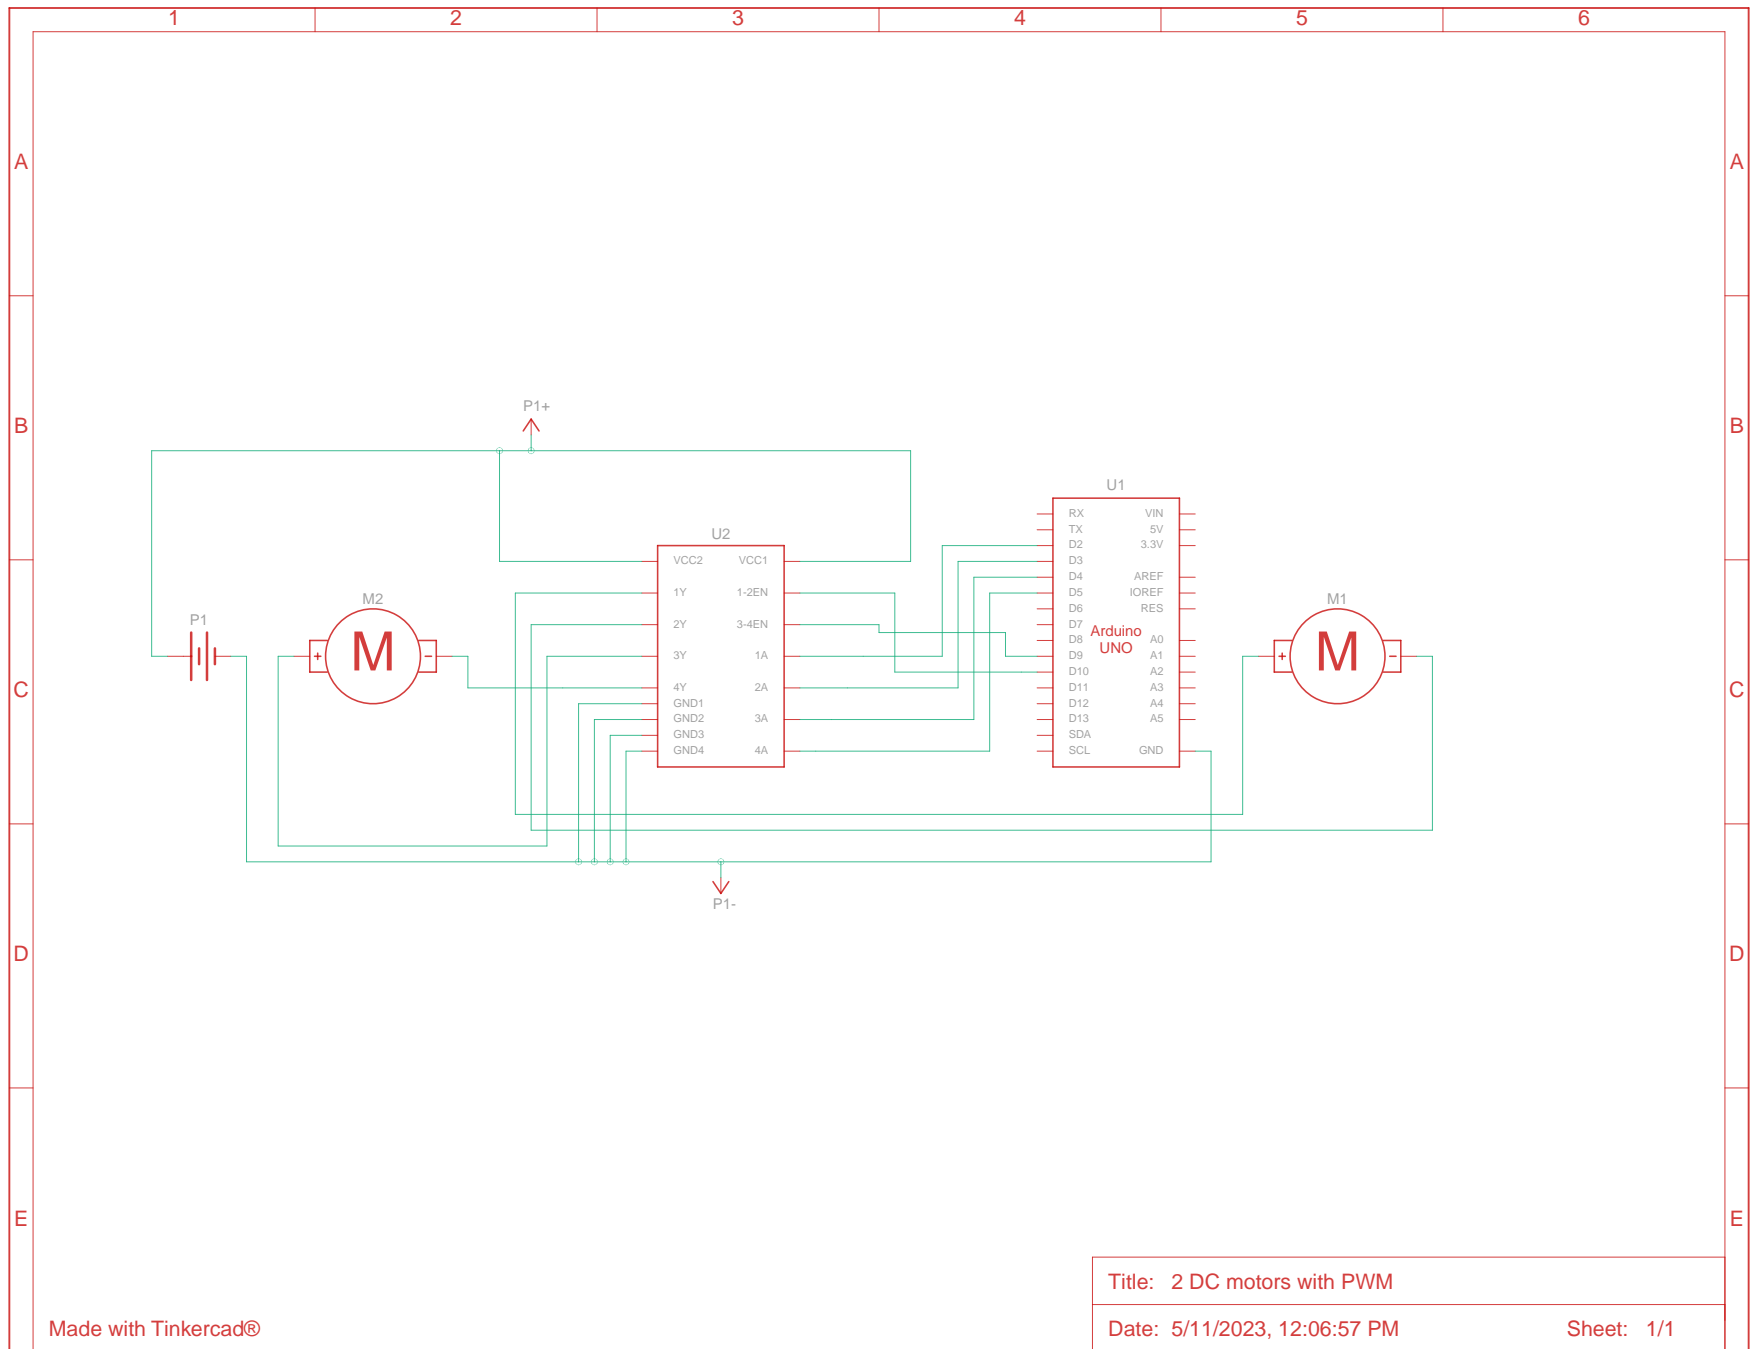 1 2 3 4 5 6
A A
B B
C C
D D
E E
P1+
U1
U2
RX VIN
TX 5V
D2 3.3V
D3
D4 AREF
D5 IOREF
D6 RES
D7
D8 A0
D9 A1
D10 A2
D11 A3
D12 A4
D13 A5
SDA
SCL GND
Arduino
UNO
VCC2 VCC1
1Y 1-2EN
2Y 3-4EN
3Y 1A
4Y 2A
GND1
GND2 3A
GND3
GND4 4A
P1
M2
+ M -
M1
+ M -
P1-
Title: 2 DC motors with PWM
Made with Tinkercad®
Date: 5/11/2023, 12:06:57 PM Sheet: 1/1